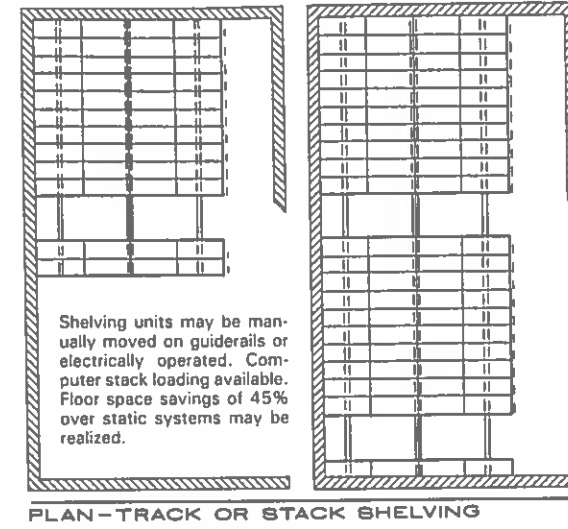 Shelving units may be man-
ually moved on guiderails or
electrically operated. Com-
puter stack loading available.
Floor space savings of 45%
over static systems may be
realized.
PLAN-TRACK OR STACK SHELVING